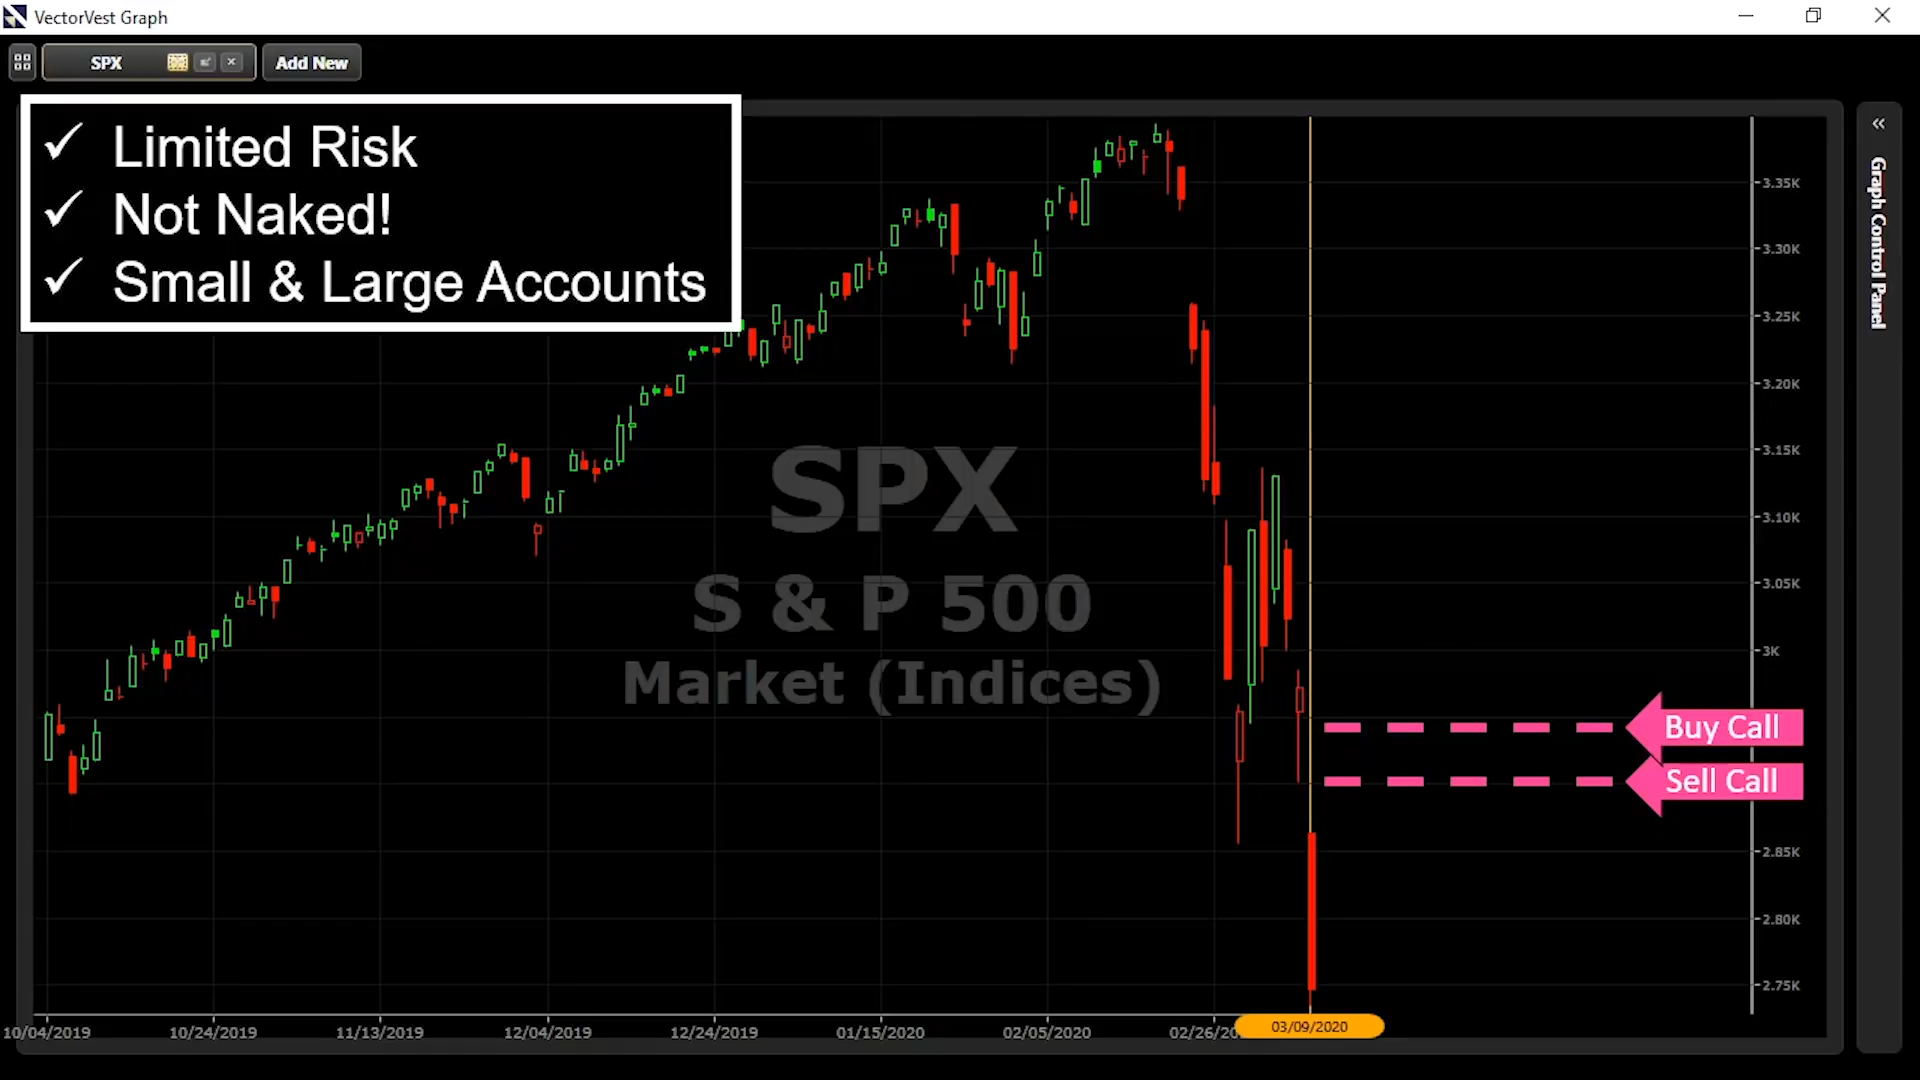 VectorVest Graph
SPX
Add New
✓ Limited Risk
✓ Not Naked!
✓ Small & Large Accounts
«
Graph Control Panel
SPX
S & P 500
Market (Indices)
3.35K
3.30K
3.25K
3.20K
3.15K
3.10K
3.05K
3K
Buy Call
Sell Call
2.85K
2.80K
2.75K
10/04/2019 10/24/2019 11/13/2019 12/04/2019 12/24/2019 01/15/2020 02/05/2020 02/26/20 03/09/2020